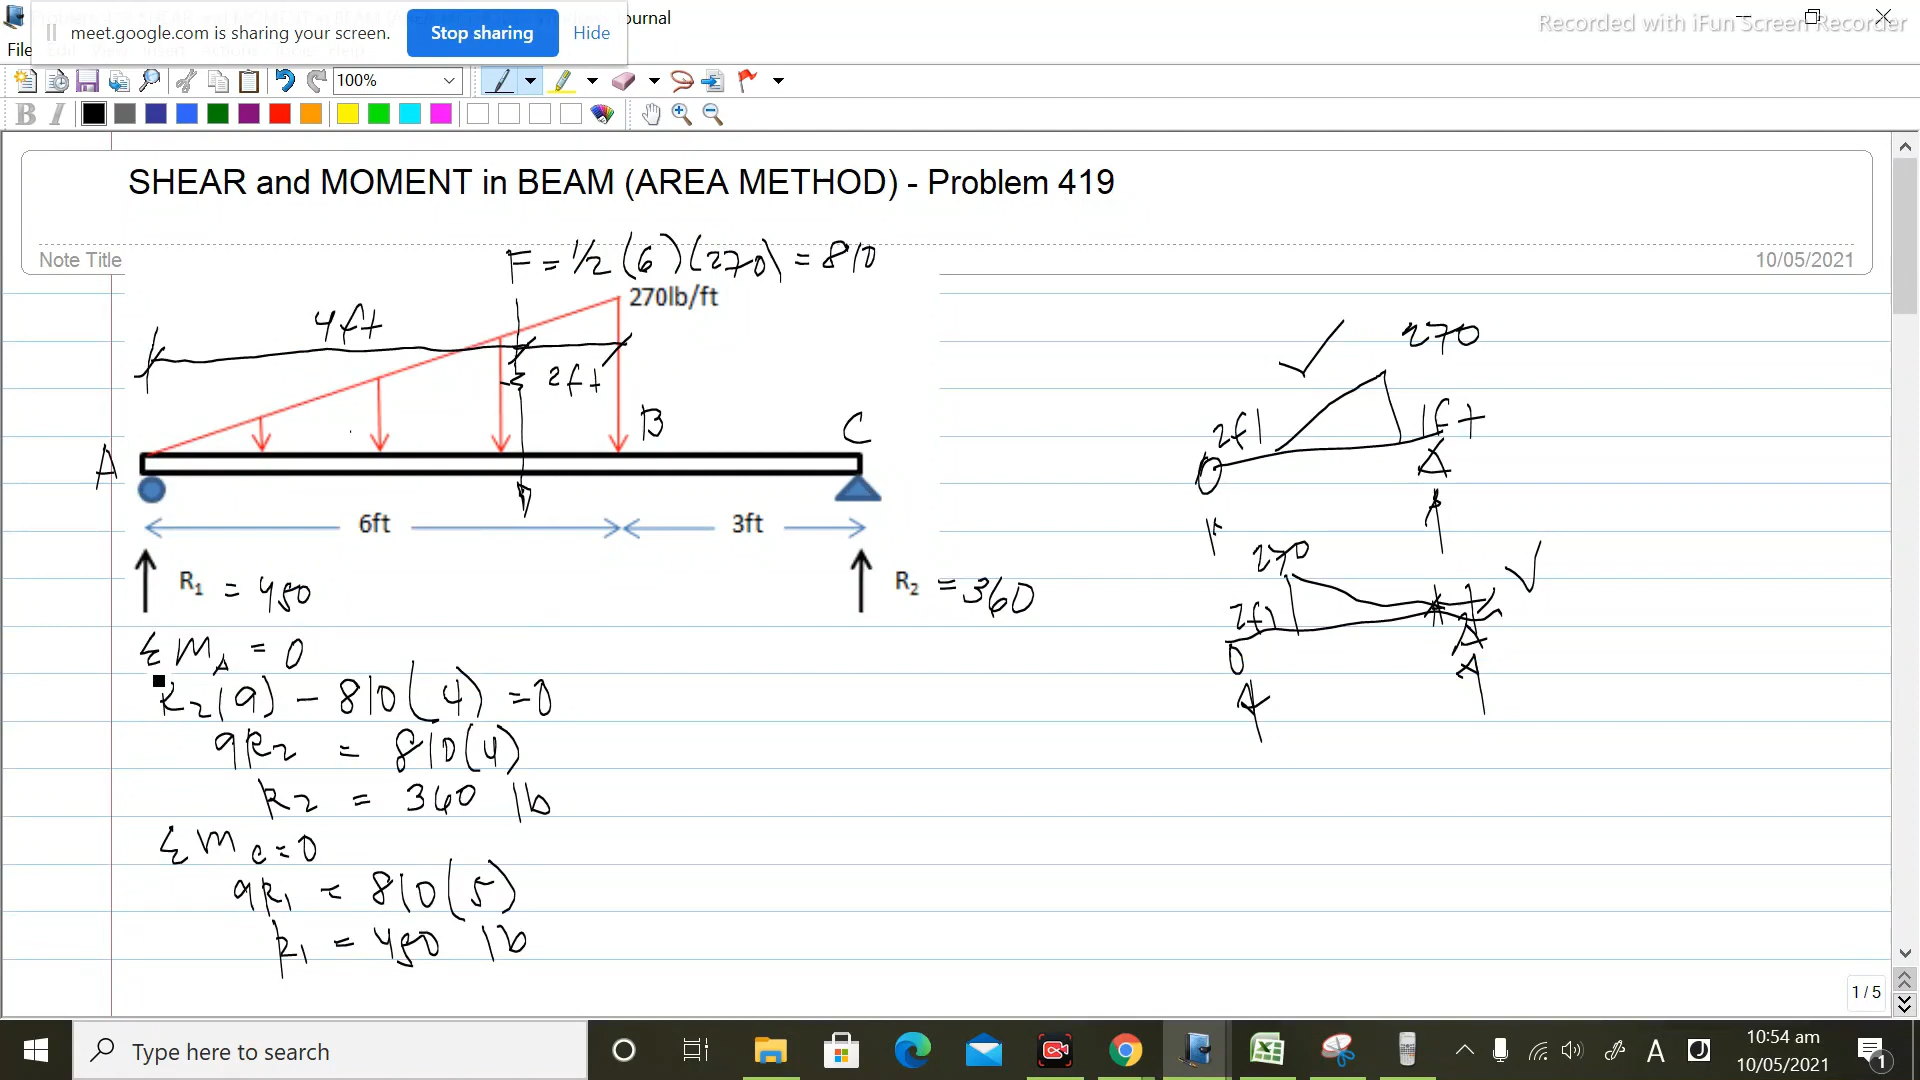 meet.google.com is sharing your screen. Stop sharing Hide
ournal
Recorded with iFun Screen Recorder
File
100%
B I
SHEAR and MOMENT in BEAM (AREA METHOD) - Problem 419
Note Title
10/05/2021
F = 1/2 (6) (270) = 810
270lb/ft
4ft
2ft
A
B
C
6ft
3ft
R1 = 450
R2 = 360
ΣMA = 0
R2(9) - 810(4) = 0
9R2 = 810(4)
R2 = 360 lb
ΣMC = 0
9R1 = 810(5)
R1 = 450 lb
270
2ft
1ft
270
2ft
1 / 5
Type here to search
A
10:54 am
10/05/2021
1